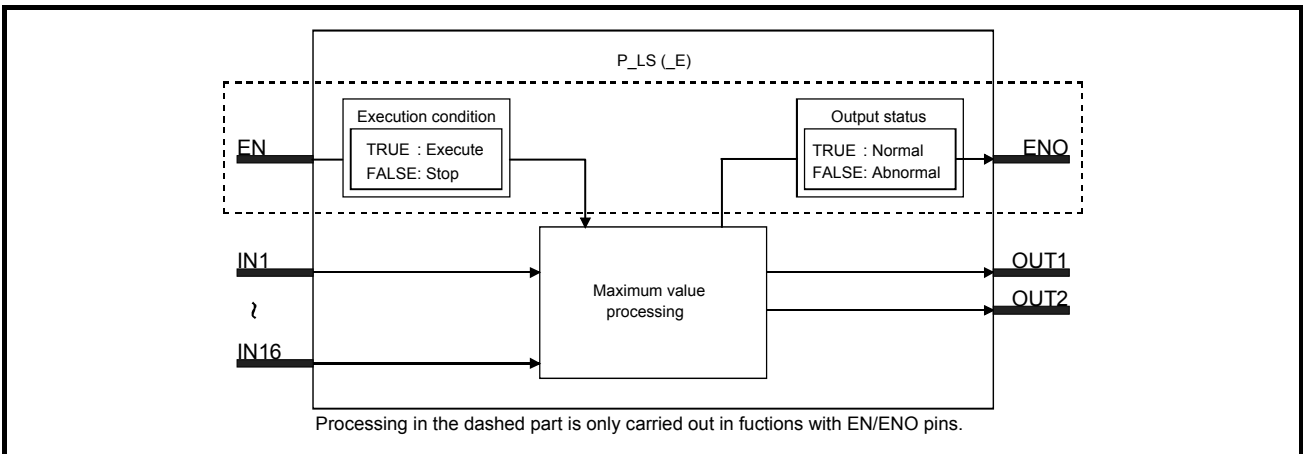 P_LS (_E)
Execution condition
TRUE : Execute
FALSE: Stop
Output status
TRUE : Normal
FALSE: Abnormal
EN
ENO
IN1
~
IN16
Maximum value
processing
OUT1
OUT2
Processing in the dashed part is only carried out in fuctions with EN/ENO pins.